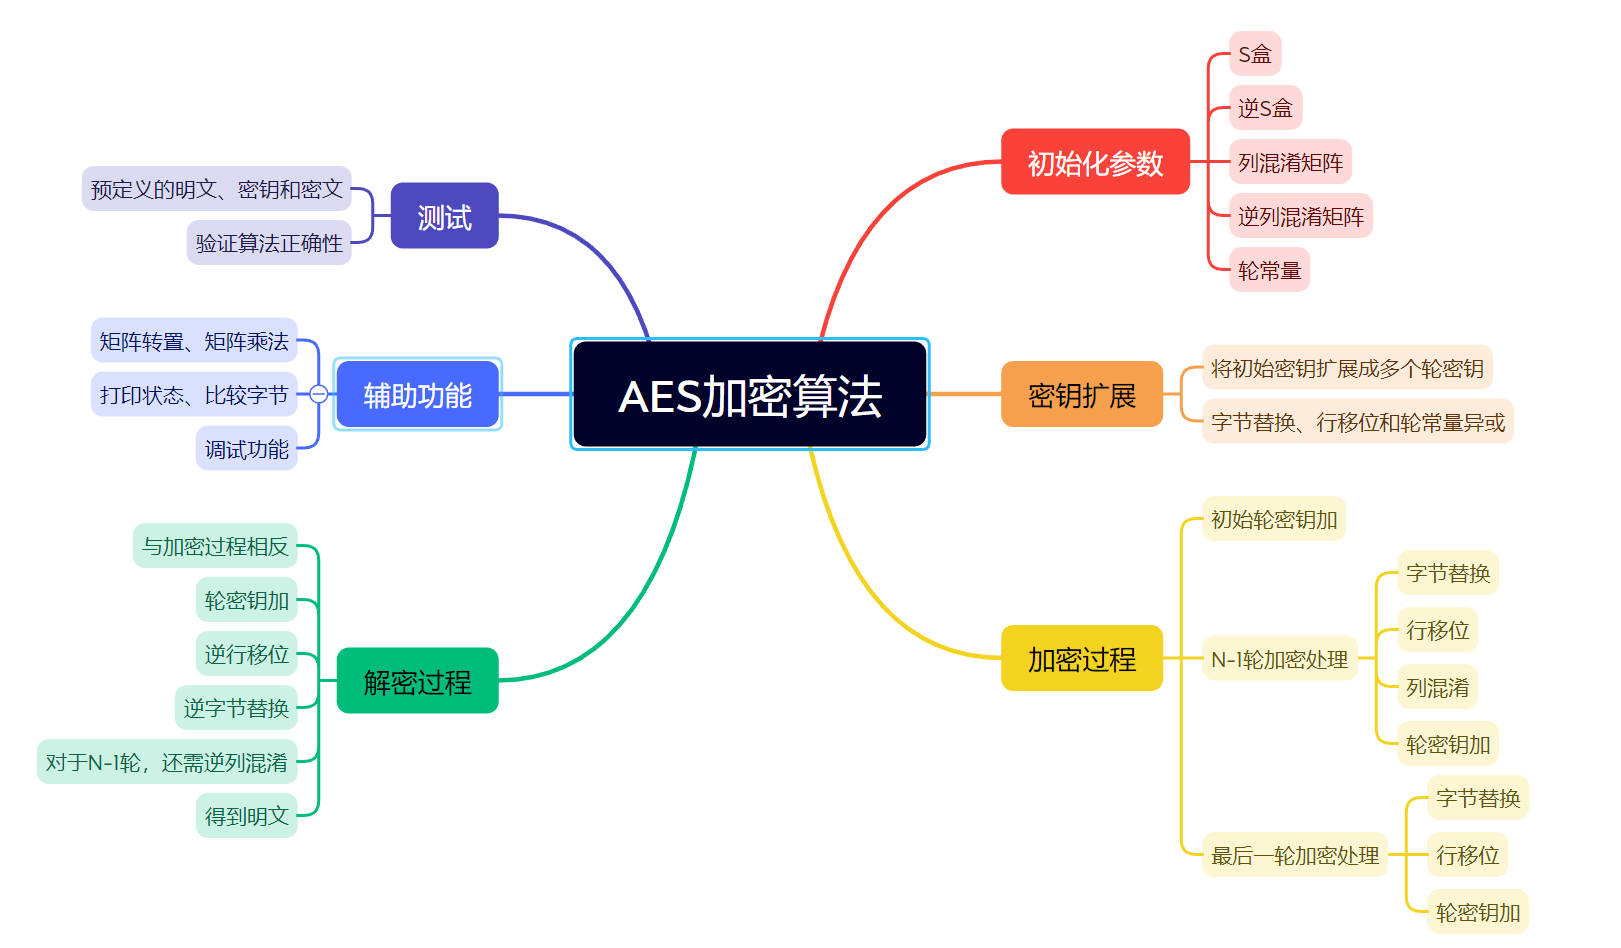 AES加密算法
初始化参数
S盒
逆S盒
列混淆矩阵
逆列混淆矩阵
轮常量
密钥扩展
将初始密钥扩展成多个轮密钥
字节替换、行移位和轮常量异或
加密过程
初始轮密钥加
N-1轮加密处理
字节替换
行移位
列混淆
轮密钥加
最后一轮加密处理
字节替换
行移位
轮密钥加
测试
预定义的明文、密钥和密文
验证算法正确性
辅助功能
矩阵转置、矩阵乘法
打印状态、比较字节
调试功能
解密过程
与加密过程相反
轮密钥加
逆行移位
逆字节替换
对于N-1轮，还需逆列混淆
得到明文